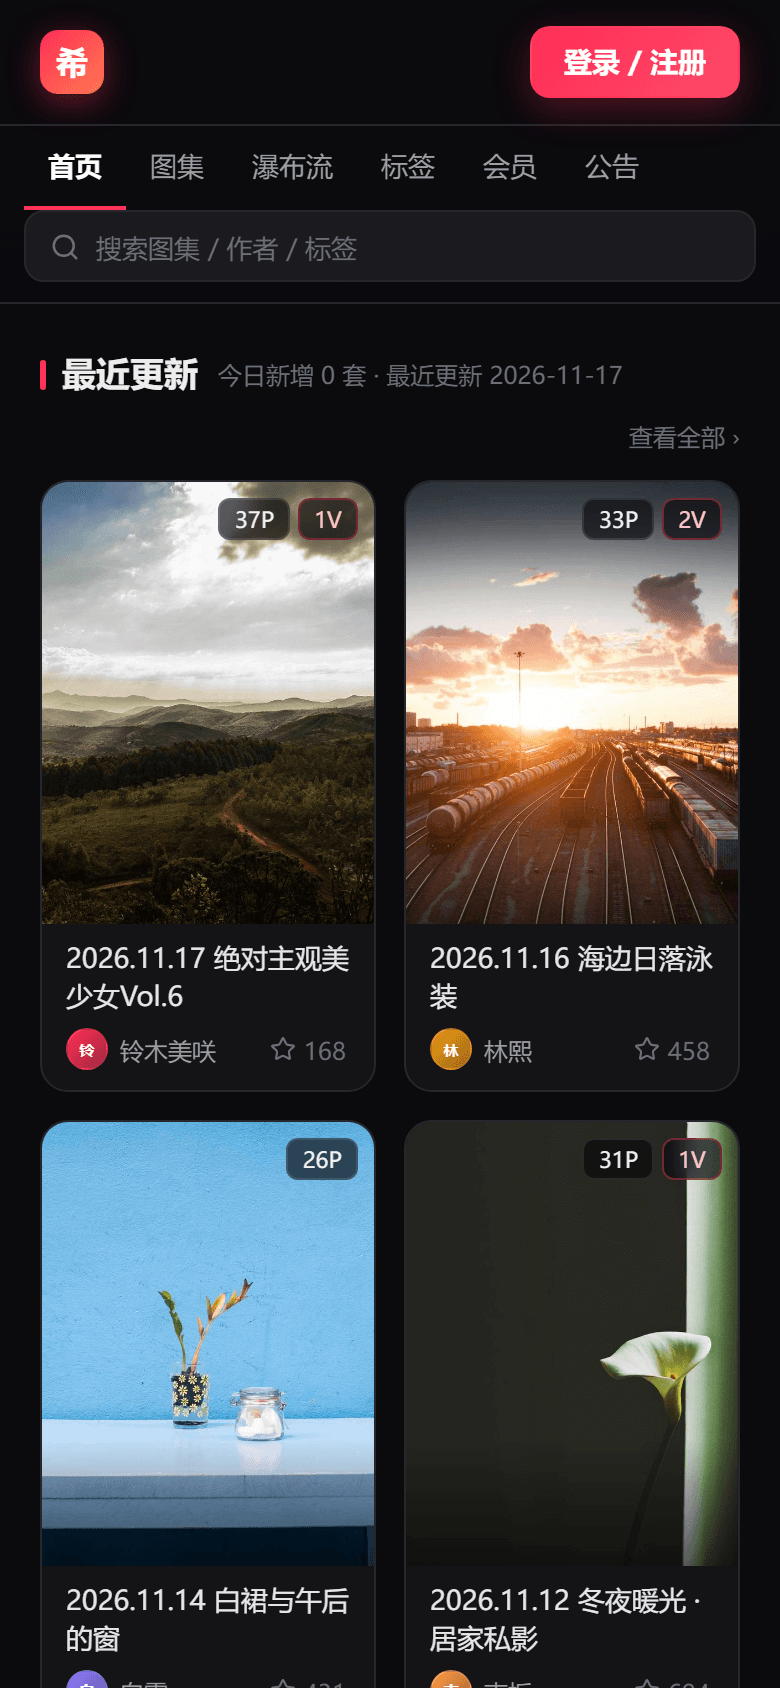 希
登录 / 注册
首页 图集 瀑布流 标签 会员 公告
搜索图集 / 作者 / 标签
最近更新 今日新增 0 套 · 最近更新 2026-11-17
查看全部 ›
37P 1V
33P 2V
2026.11.17 绝对主观美
少女Vol.6
铃 铃木美咲 168
2026.11.16 海边日落泳
装
林 林熙 458
26P
31P 1V
2026.11.14 白裙与午后
的窗
2026.11.12 冬夜暖光 ·
居家私影